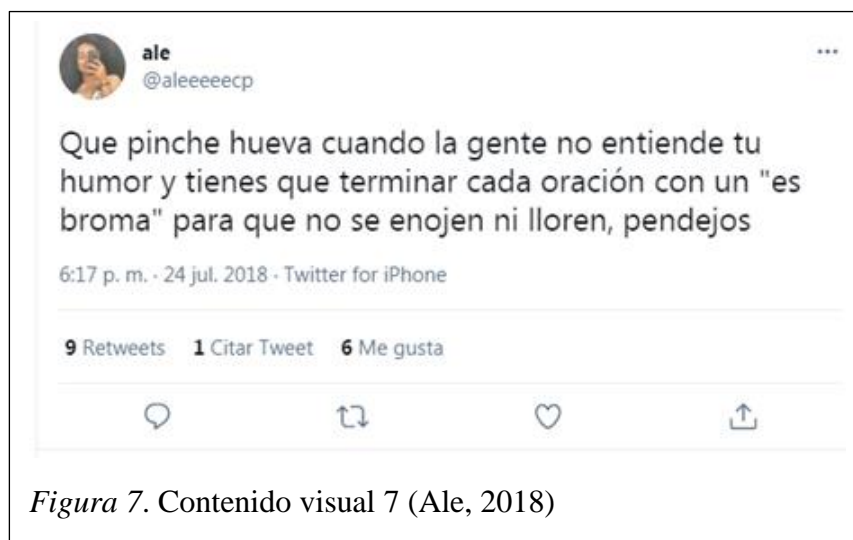 ale
@aleeeeecp
Que pinche hueva cuando la gente no entiende tu
humor y tienes que terminar cada oración con un "es
broma" para que no se enojen ni lloren, pendejos
6:17 p. m. · 24 jul. 2018 · Twitter for iPhone
9 Retweets 1 Citar Tweet 6 Me gusta
Figura 7. Contenido visual 7 (Ale, 2018)